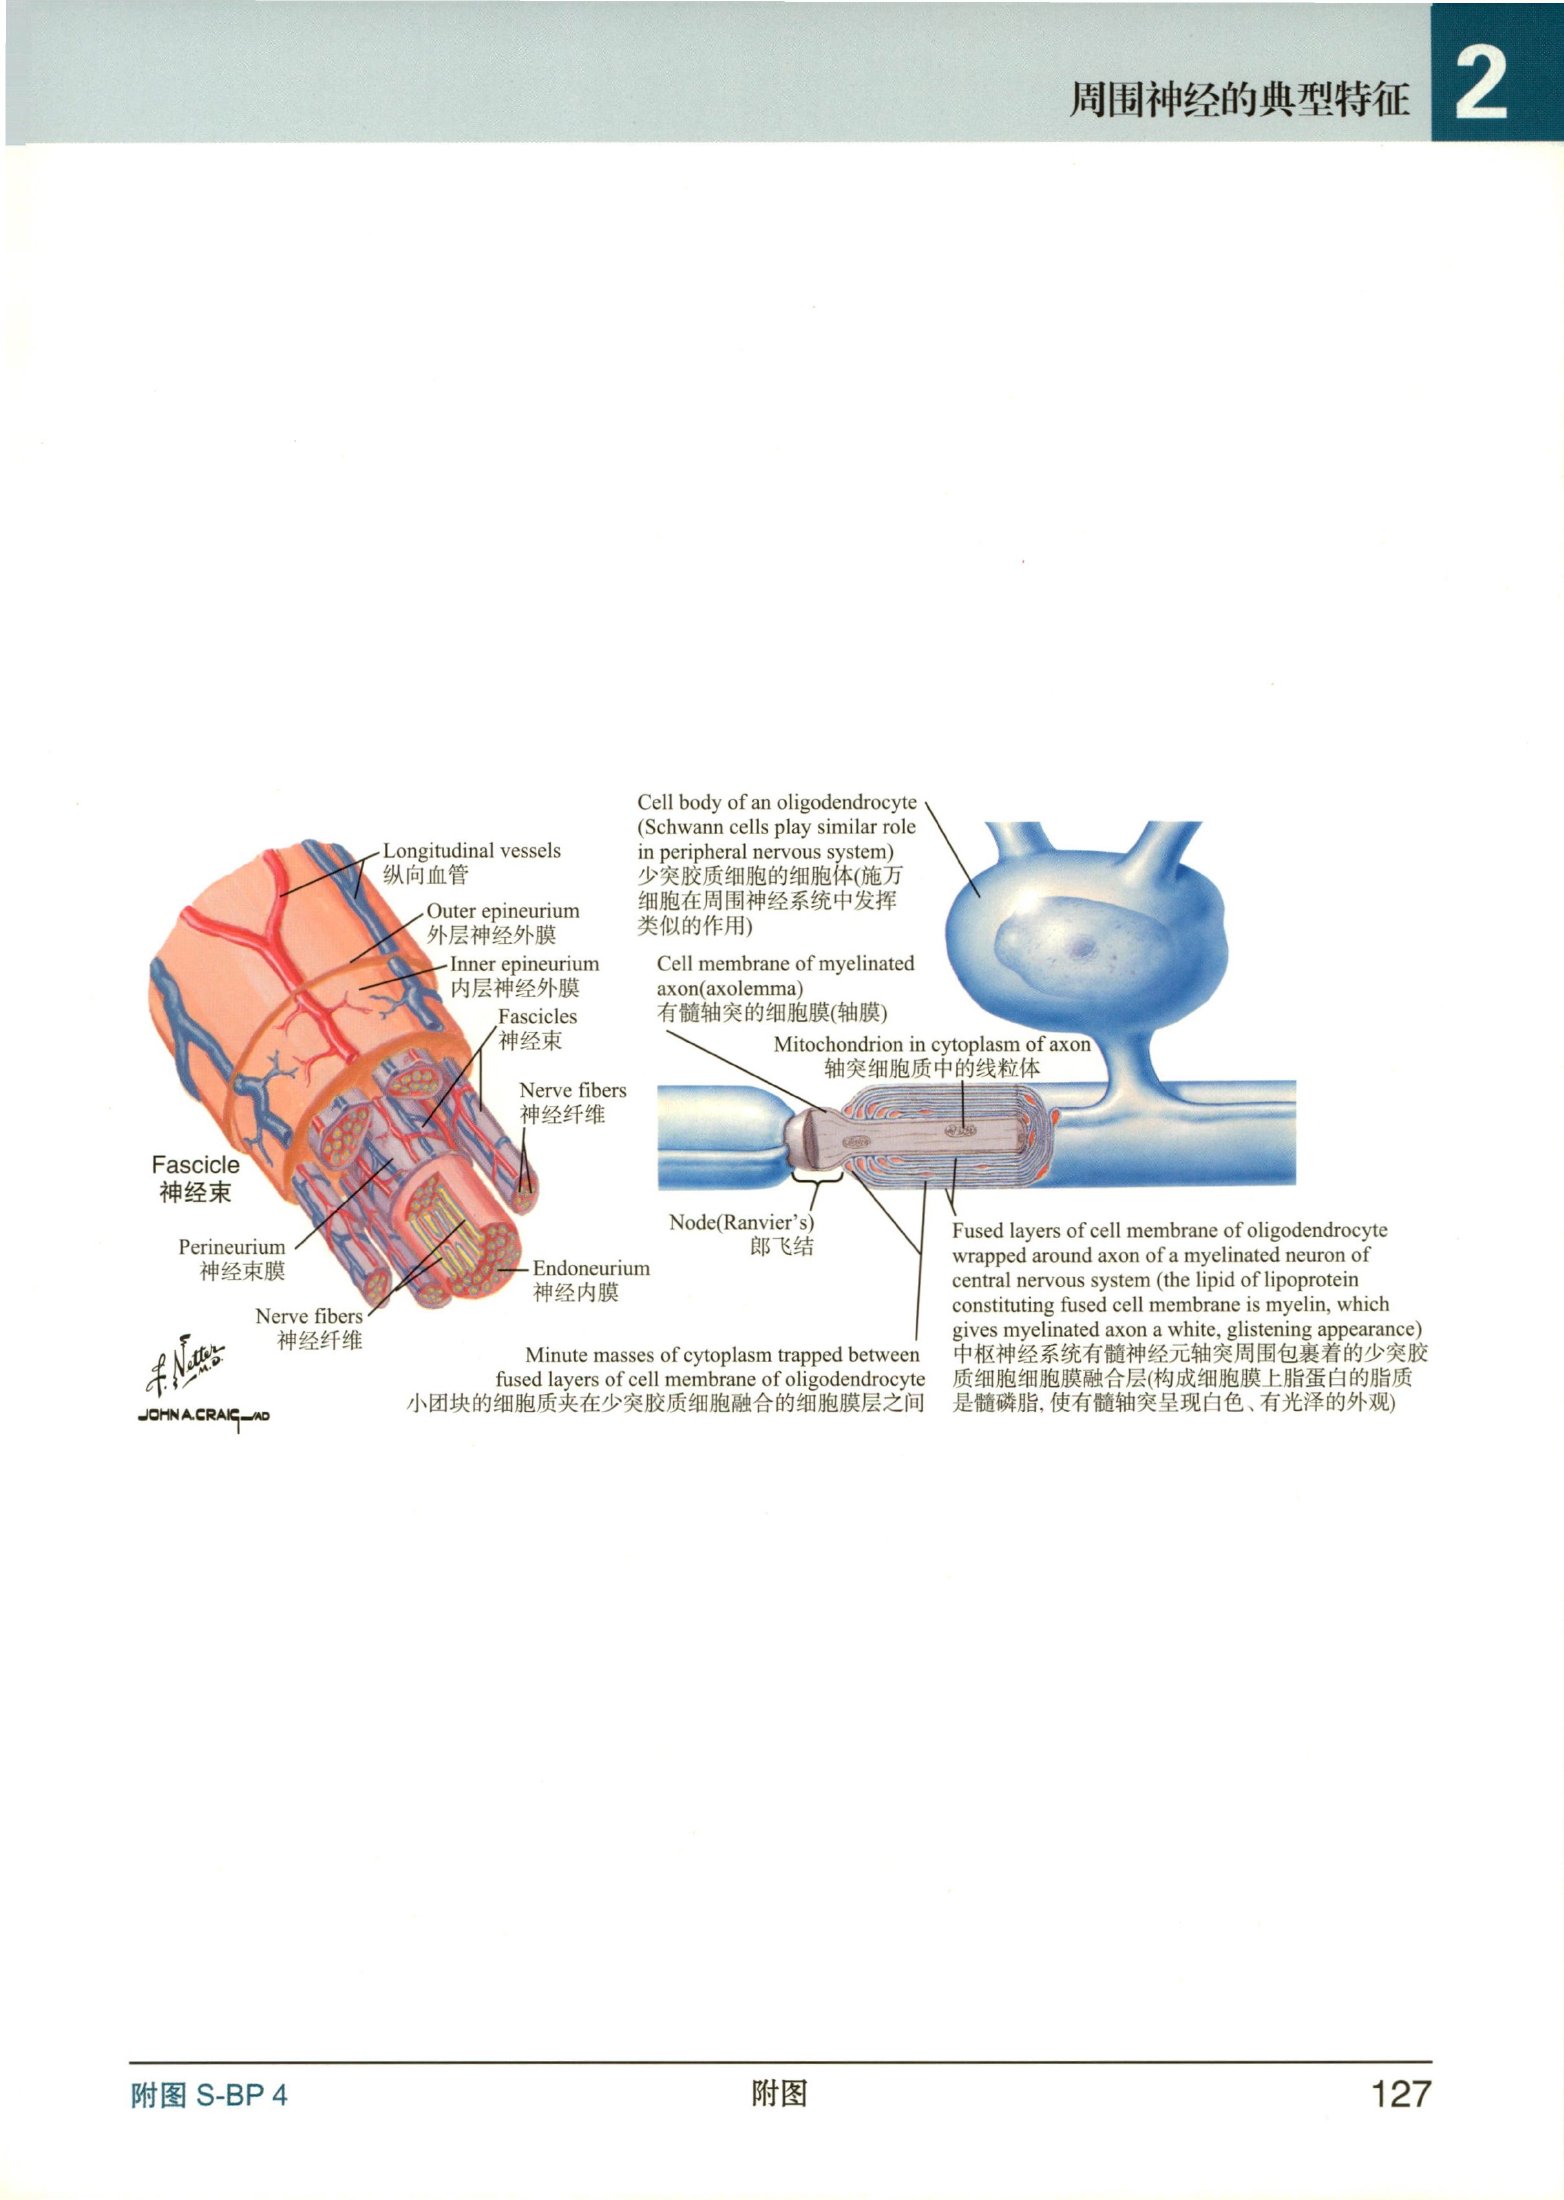 周围神经的典型特征
2
Longitudinal vessels
纵向血管
Outer epineurium
外层神经外膜
Inner epineurium
内层神经外膜
Fascicles
神经束
Nerve fibers
神经纤维
Fascicle
神经束
Perineurium
神经束膜
Nerve fibers
神经纤维
Endoneurium
神经内膜
F. Netter
M.D.
JOHN A. CRAIG—AD
Cell body of an oligodendrocyte
(Schwann cells play similar role
in peripheral nervous system)
少突胶质细胞的细胞体(施万
细胞在周围神经系统中发挥
类似的作用)
Cell membrane of myelinated
axon(axolemma)
有髓轴突的细胞膜(轴膜)
Mitochondrion in cytoplasm of axon
轴突细胞质中的线粒体
Node(Ranvier's)
郎飞结
Minute masses of cytoplasm trapped between
fused layers of cell membrane of oligodendrocyte
小团块的细胞质夹在少突胶质细胞融合的细胞膜层之间
Fused layers of cell membrane of oligodendrocyte
wrapped around axon of a myelinated neuron of
central nervous system (the lipid of lipoprotein
constituting fused cell membrane is myelin, which
gives myelinated axon a white, glistening appearance)
中枢神经系统有髓神经元轴突周围包裹着的少突胶
质细胞细胞膜融合层(构成细胞膜上脂蛋白的脂质
是髓磷脂, 使有髓轴突呈现白色、有光泽的外观)
附图 S-BP 4
附图
127